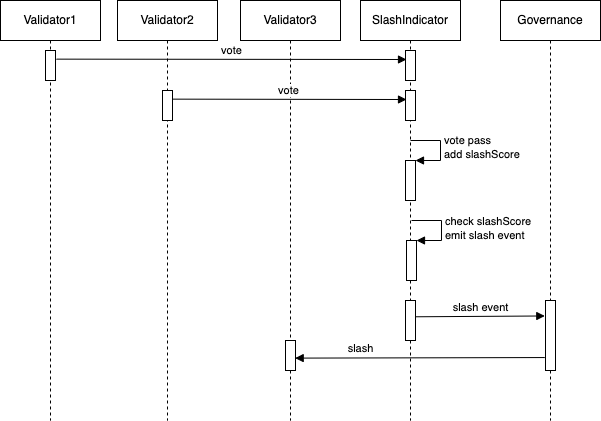 Validator1
Validator2
Validator3
SlashIndicator
Governance
vote
vote
vote pass
add slashScore
check slashScore
emit slash event
slash event
slash